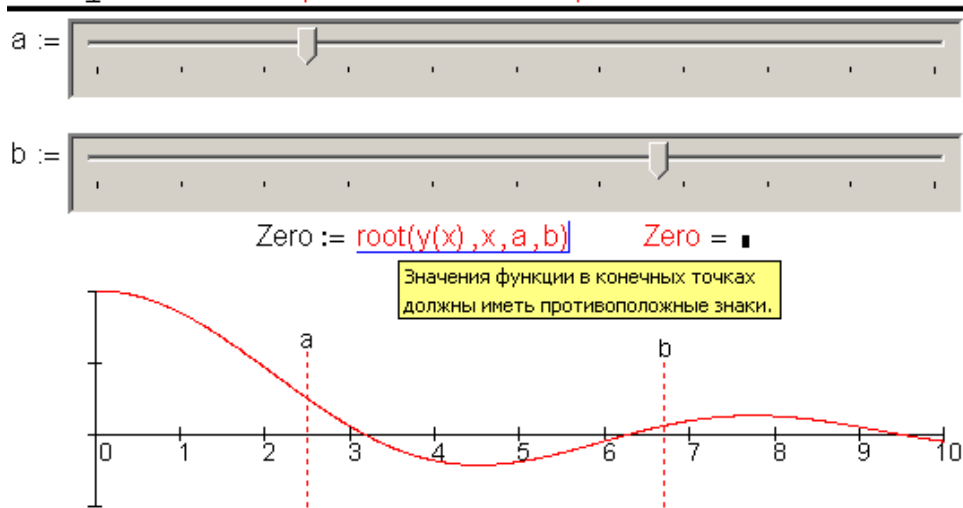 a :=
b :=
Zero := root(y(x),x,a,b) Zero =
Значения функции в конечных точках
должны иметь противоположные знаки.
a
b
0 1 2 3 4 5 6 7 8 9 10